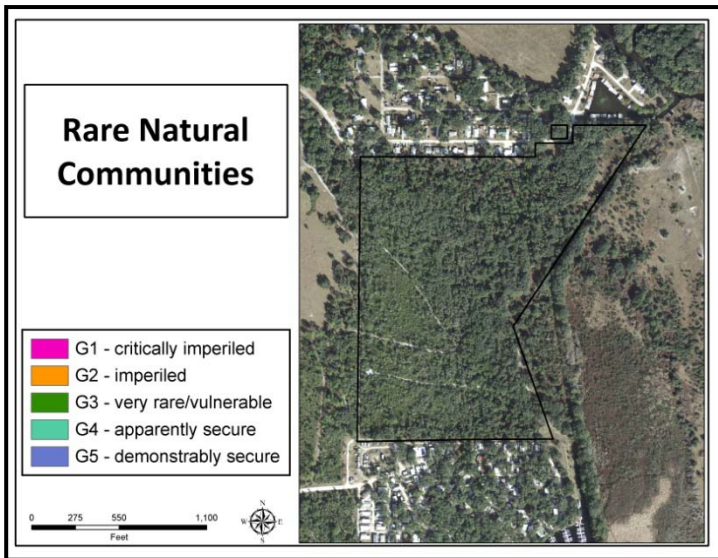 Rare Natural
Communities
G1 - critically imperiled
G2 - imperiled
G3 - very rare/vulnerable
G4 - apparently secure
G5 - demonstrably secure
0 275 550 1,100
Feet
N
W E
S